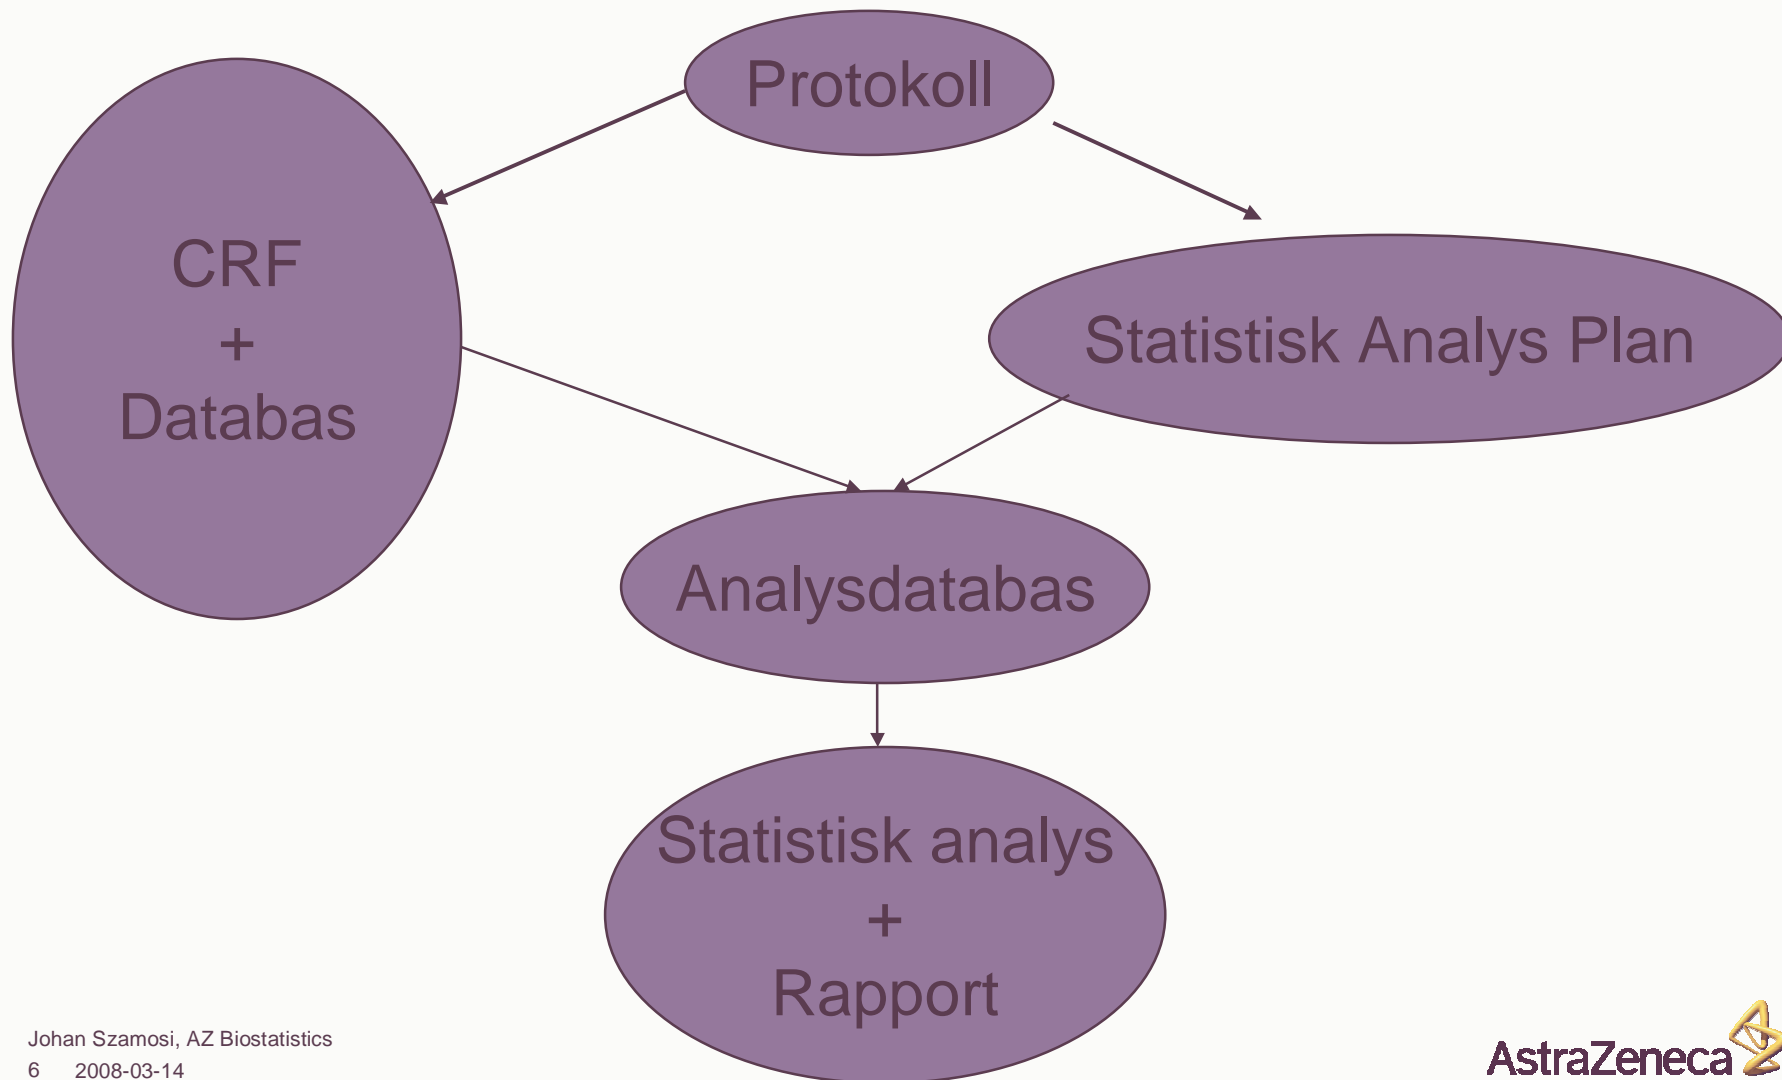 Protokoll
CRF
+
Databas
Statistisk Analys Plan
Analysdatabas
Statistisk analys
+
Rapport
Johan Szamosi, AZ Biostatistics
6 2008-03-14
AstraZeneca